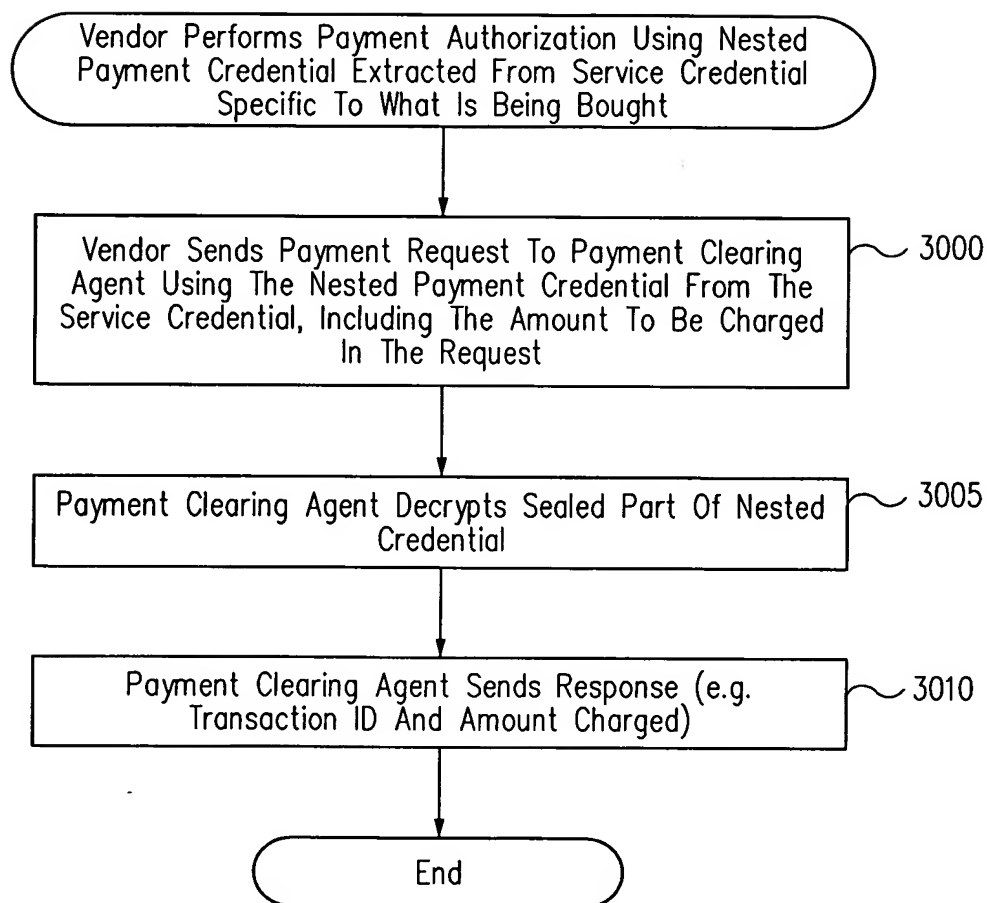 Vendor Performs Payment Authorization Using Nested
Payment Credential Extracted From Service Credential
Specific To What Is Being Bought
Vendor Sends Payment Request To Payment Clearing
Agent Using The Nested Payment Credential From The
Service Credential, Including The Amount To Be Charged
In The Request
3000
Payment Clearing Agent Decrypts Sealed Part Of Nested
Credential
3005
Payment Clearing Agent Sends Response (e.g.
Transaction ID And Amount Charged)
3010
End